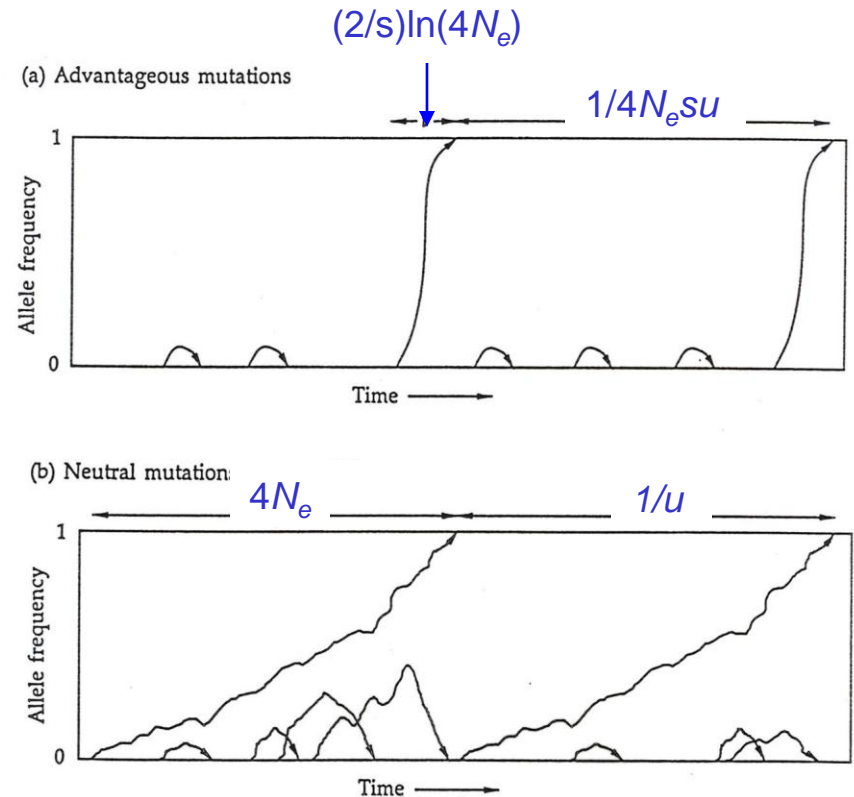 (2/s)ln(4Nₑ)
(a) Advantageous mutations
1/4Nₑsu
1
Allele frequency
0
Time
(b) Neutral mutation
4Nₑ
1/u
1
Allele frequency
0
Time